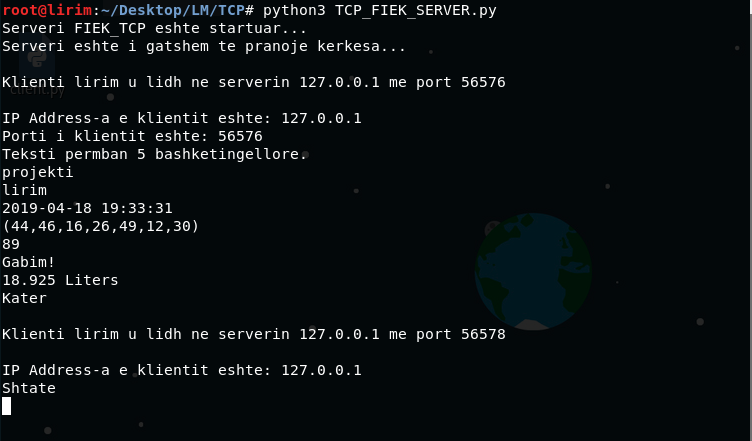 root@lirim:~/Desktop/LM/TCP# python3 TCP_FIEK_SERVER.py
Serveri FIEK_TCP eshte startuar...
Serveri eshte i gatshem te pranoje kerkesa...
Klienti lirim u lidh ne serverin 127.0.0.1 me port 56576
client.py
IP Address-a e klientit eshte: 127.0.0.1
Porti i klientit eshte: 56576
Teksti permban 5 bashketingellore.
projekti
lirim
2019-04-18 19:33:31
(44,46,16,26,49,12,30)
89
Gabim!
18.925 Liters
Kater
Klienti lirim u lidh ne serverin 127.0.0.1 me port 56578
IP Address-a e klientit eshte: 127.0.0.1
Shtate